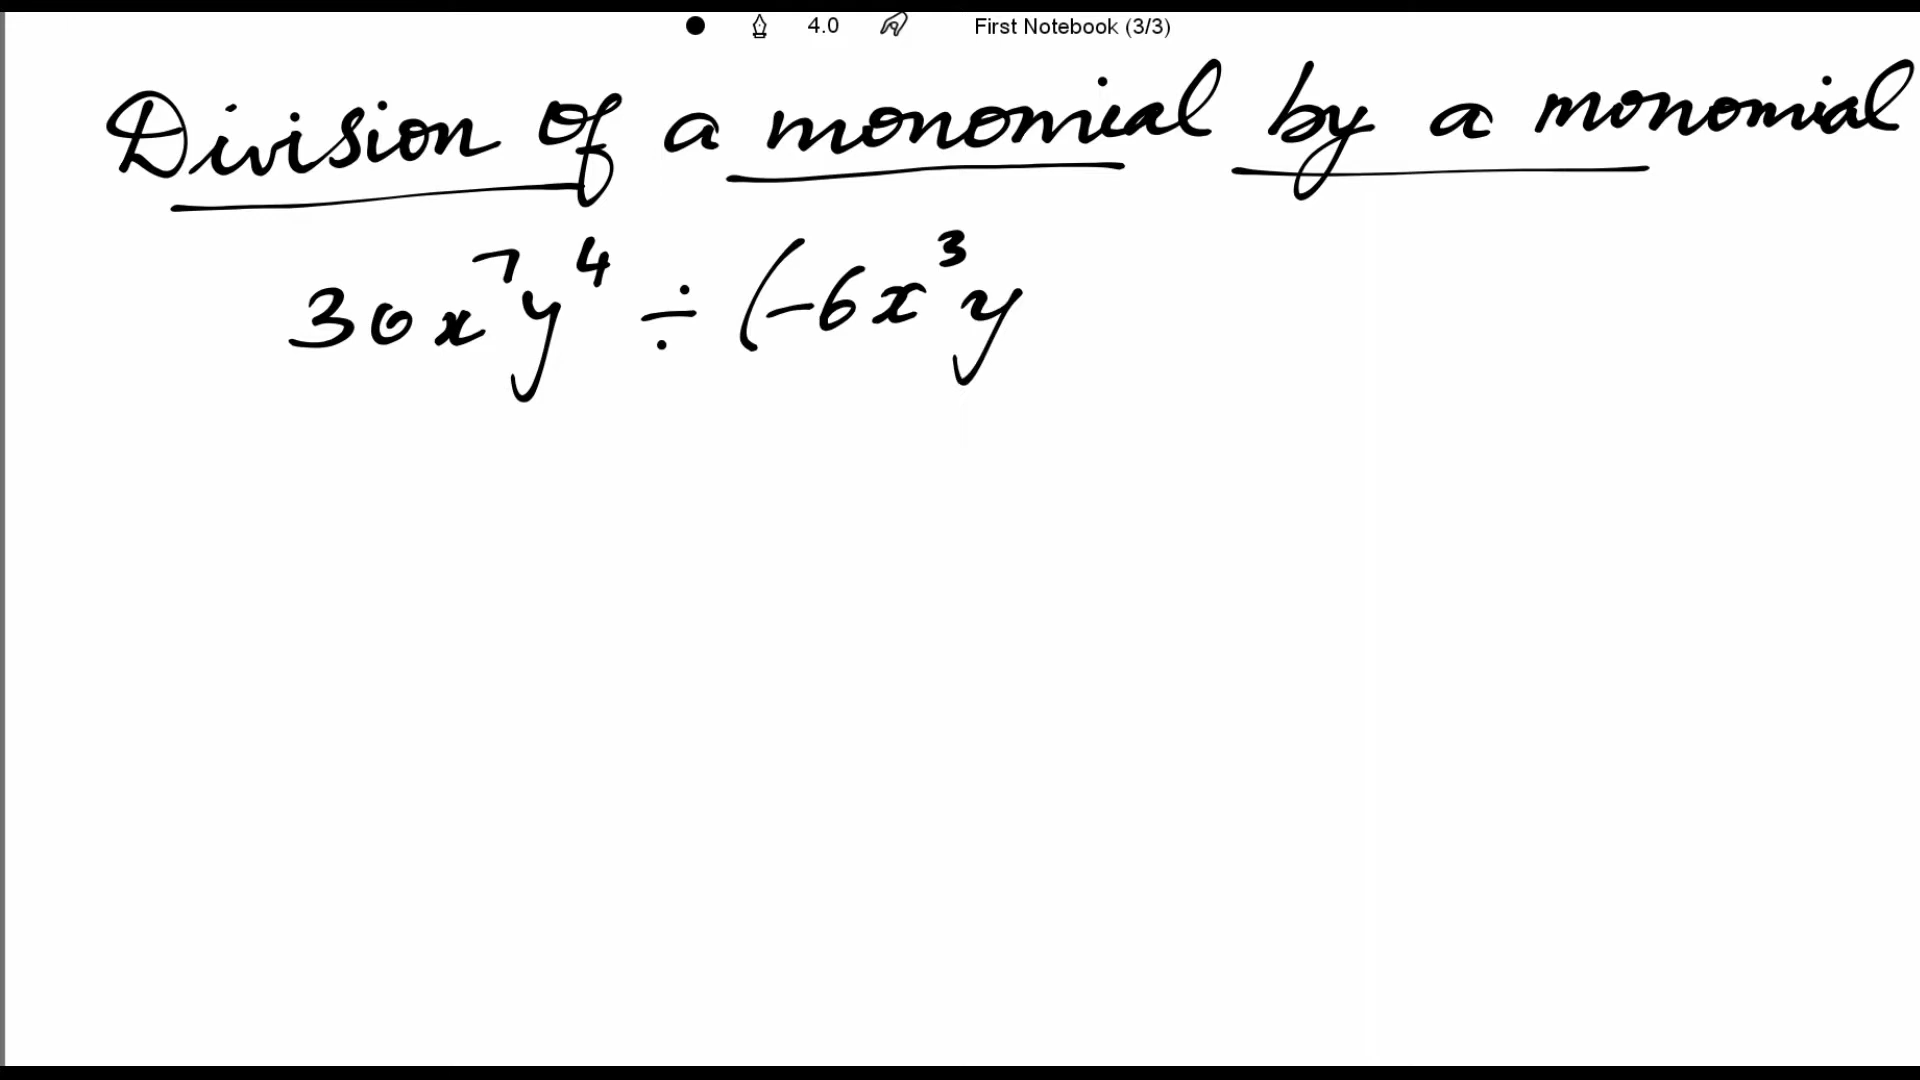 4.0 First Notebook (3/3)
Division of a monomial by a monomial
30x⁷y⁴ ÷ (-6x³y